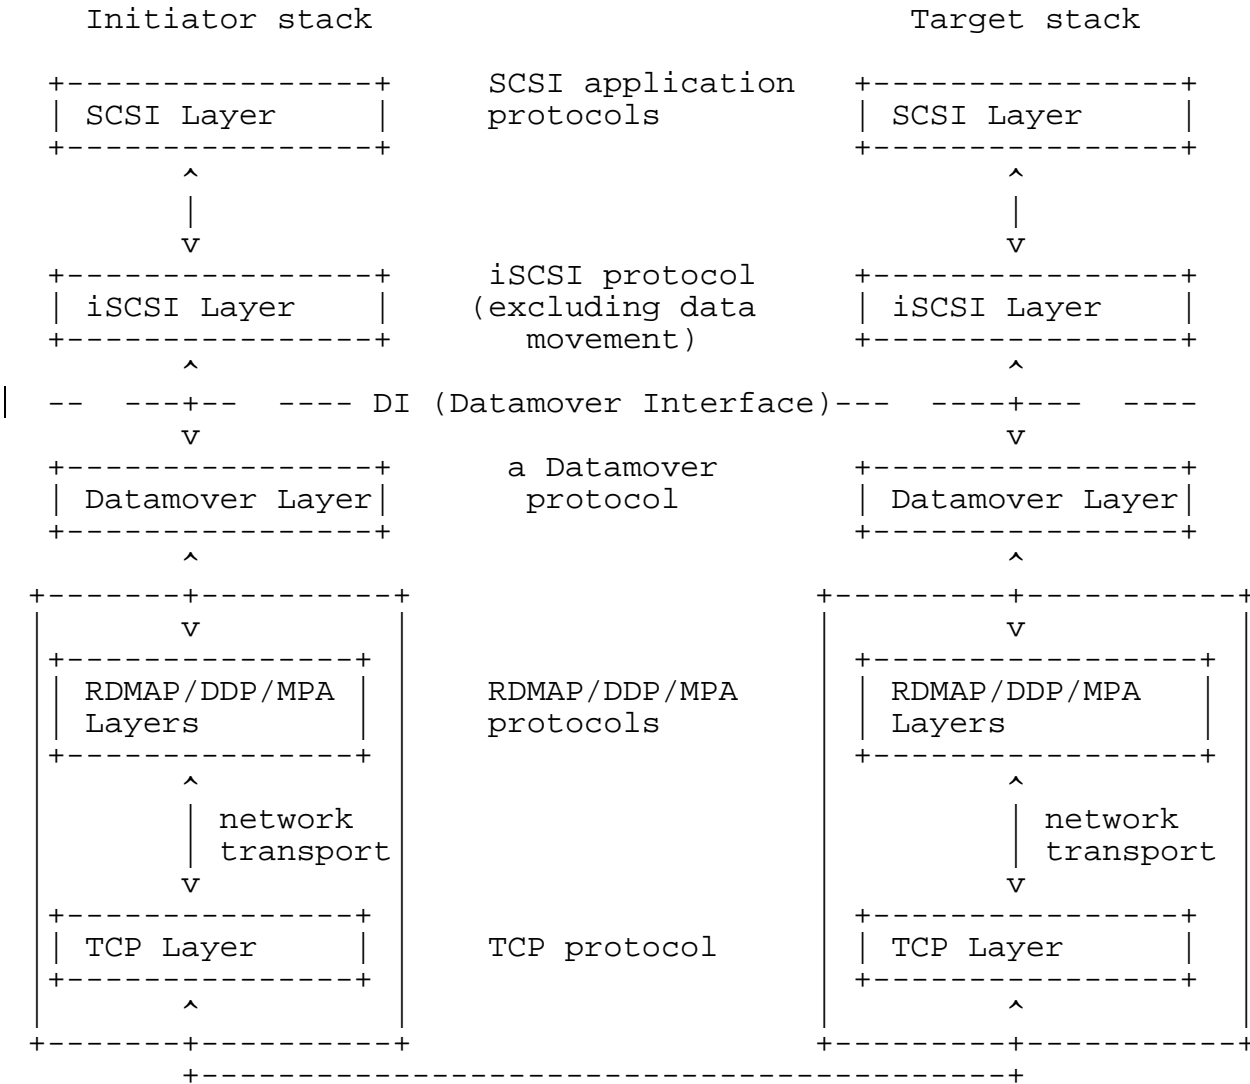 Initiator stack                            Target stack

  +----------------+     SCSI application   +----------------+
  | SCSI Layer     |     protocols          | SCSI Layer     |
  +----------------+                        +----------------+
         ^                                          ^
         |                                          |
         v                                          v
  +----------------+     iSCSI protocol     +----------------+
  | iSCSI Layer    |    (excluding data     | iSCSI Layer    |
  +----------------+       movement)        +----------------+
         ^                                          ^
| --  ---+--  ---- DI (Datamover Interface)---  ----+---  ----
         v                                          v
  +----------------+      a Datamover       +----------------+
  | Datamover Layer|       protocol         | Datamover Layer|
  +----------------+                        +----------------+
         ^                                          ^
 +-------+----------+                     +---------+-----------+
 |       v          |                     |         v           |
 |+---------------+ |                     | +-----------------+ |
 || RDMAP/DDP/MPA | |    RDMAP/DDP/MPA    | | RDMAP/DDP/MPA   | |
 || Layers        | |    protocols        | | Layers          | |
 |+---------------+ |                     | +-----------------+ |
 |       ^          |                     |         ^           |
 |       | network  |                     |         | network   |
 |       | transport|                     |         | transport |
 |       v          |                     |         v           |
 |+---------------+ |                     | +----------------+  |
 || TCP Layer     | |    TCP protocol     | | TCP Layer      |  |
 |+---------------+ |                     | +----------------+  |
 |       ^          |                     |         ^           |
 +-------+----------+                     +---------+-----------+
         +------------------------------------------+